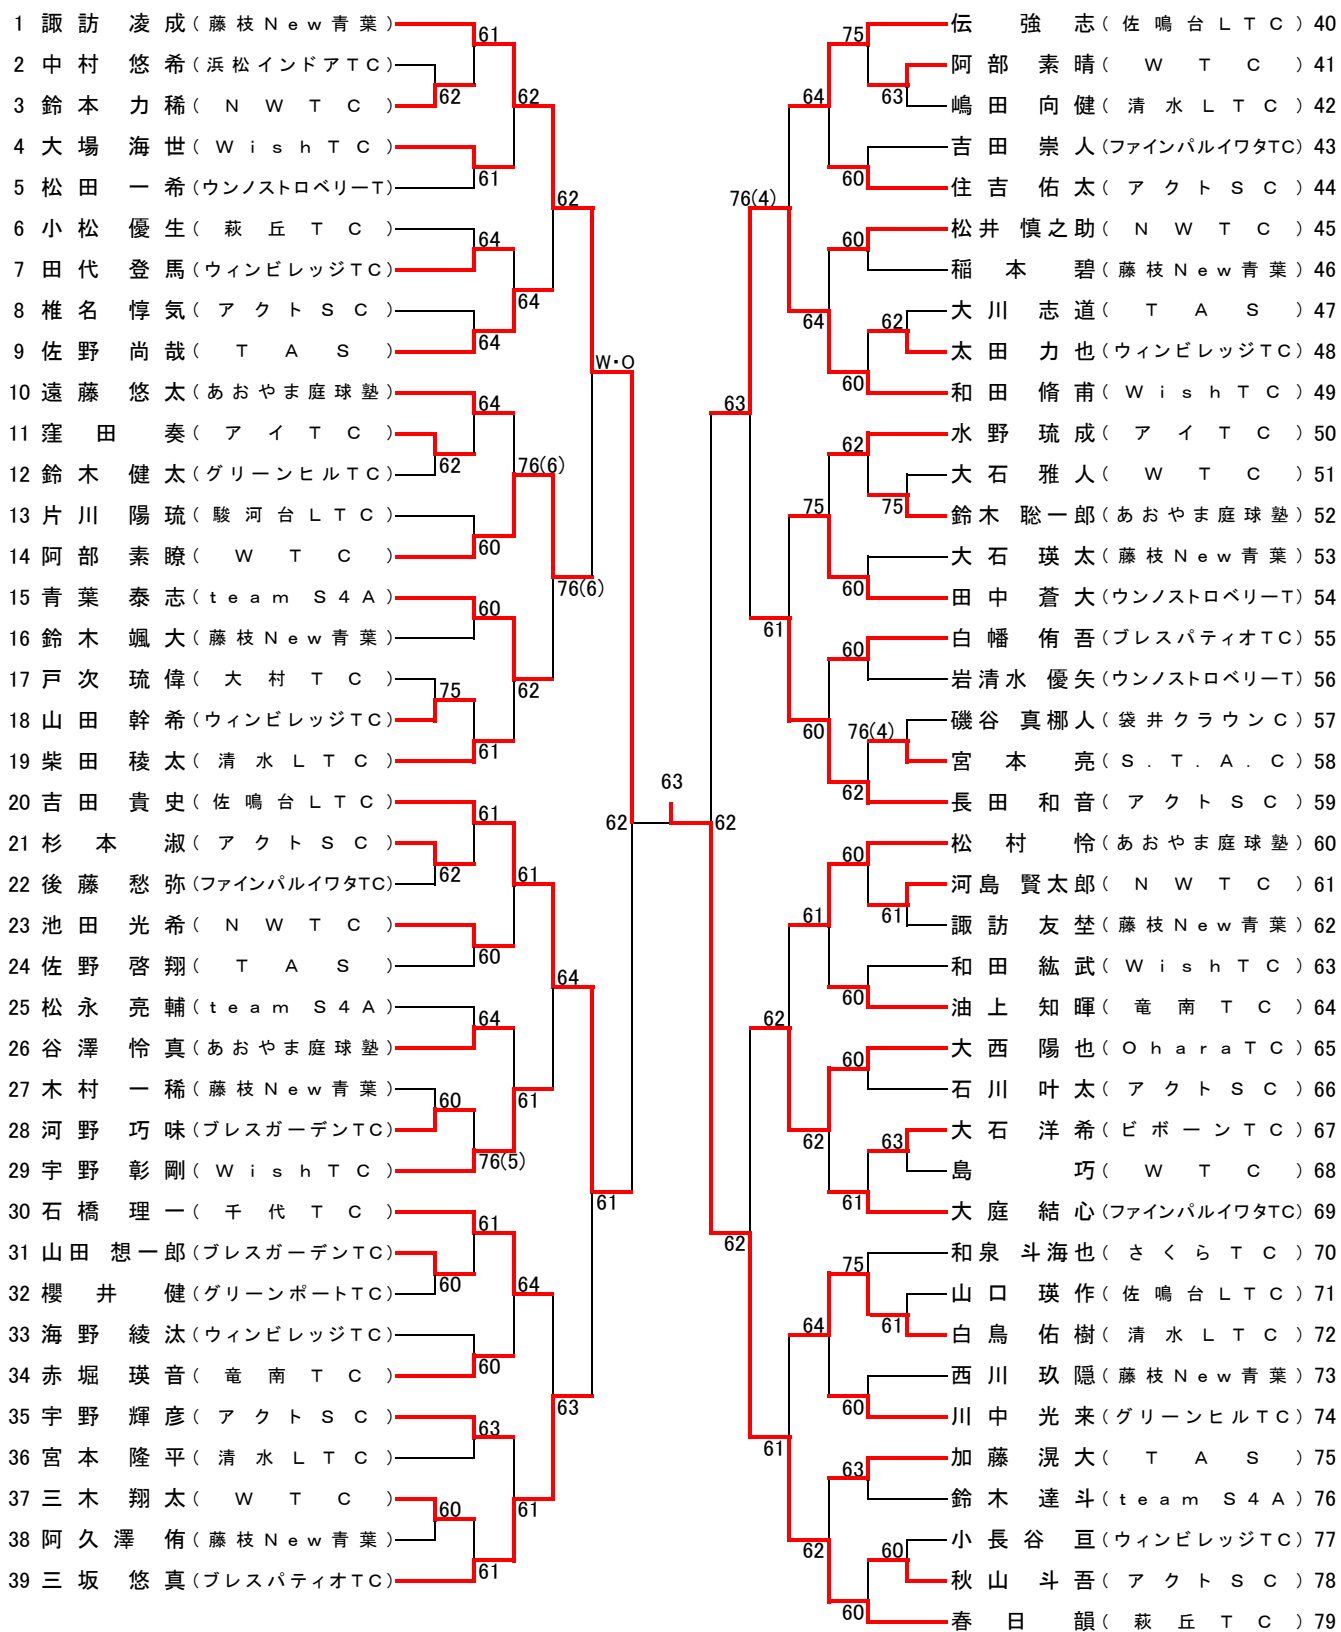 1 諏訪 凌成 (藤枝New青葉)
2 中村 悠希 (浜松インドアTC)
3 鈴本 力稀 (NWTC)
4 大場 海世 (WishTC)
5 松田 一希 (ウンノストロベリーT)
6 小松 優生 (萩丘TC)
7 田代 登馬 (ウィンビレッジTC)
8 椎名 惇気 (アクトSC)
9 佐野 尚哉 (TAS)
10 遠藤 悠太 (あおやま庭球塾)
11 窪田 奏 (アイTC)
12 鈴木 健太 (グリーンヒルTC)
13 片川 陽琉 (駿河台LTC)
14 阿部 素瞭 (WTC)
15 青葉 泰志 (team S4A)
16 鈴木 颯大 (藤枝New青葉)
17 戸次 琉偉 (大村TC)
18 山田 幹希 (ウィンビレッジTC)
19 柴田 稜太 (清水LTC)
20 吉田 貴史 (佐鳴台LTC)
21 杉本 淑 (アクトSC)
22 後藤 愁弥 (ファインパルイワタTC)
23 池田 光希 (NWTC)
24 佐野 啓翔 (TAS)
25 松永 亮輔 (team S4A)
26 谷澤 怜真 (あおやま庭球塾)
27 木村 一稀 (藤枝New青葉)
28 河野 巧味 (ブレスガーデンTC)
29 宇野 彰剛 (WishTC)
30 石橋 理一 (千代TC)
31 山田 想一郎 (ブレスガーデンTC)
32 櫻井 健 (グリーンポートTC)
33 海野 綾汰 (ウィンビレッジTC)
34 赤堀 瑛音 (竜南TC)
35 宇野 輝彦 (アクトSC)
36 宮本 隆平 (清水LTC)
37 三木 翔太 (WTC)
38 阿久澤 侑 (藤枝New青葉)
39 三坂 悠真 (ブレスパティオTC)
61
62
61
64
64
64
62
60
60
75
61
61
62
60
64
60
76(5)
61
60
60
63
60
61
62
64
76(6)
62
61
61
64
61
62
76(6)
64
63
W・O
61
62
63
62
63
62
76(4)
61
62
61
64
64
75
60
61
62
64
62
75
63
60
60
62
60
62
75
60
60
76(4)
62
60
61
60
60
63
61
75
61
60
63
60
60
伝 強志 (佐鳴台LTC) 40
阿部 素晴 (WTC) 41
嶋田 向健 (清水LTC) 42
吉田 崇人 (ファインパルイワタTC) 43
住吉 佑太 (アクトSC) 44
松井 慎之助 (NWTC) 45
稲本 碧 (藤枝New青葉) 46
大川 志道 (TAS) 47
太田 力也 (ウィンビレッジTC) 48
和田 脩甫 (WishTC) 49
水野 琉成 (アイTC) 50
大石 雅人 (WTC) 51
鈴木 聡一郎 (あおやま庭球塾) 52
大石 瑛太 (藤枝New青葉) 53
田中 蒼大 (ウンノストロベリーT) 54
白幡 侑吾 (ブレスパティオTC) 55
岩清水 優矢 (ウンノストロベリーT) 56
磯谷 真梛人 (袋井クラウンC) 57
宮本 亮 (S.T.A.C) 58
長田 和音 (アクトSC) 59
松村 怜 (あおやま庭球塾) 60
河島 賢太郎 (NWTC) 61
諏訪 友埜 (藤枝New青葉) 62
和田 紘武 (WishTC) 63
油上 知暉 (竜南TC) 64
大西 陽也 (OharaTC) 65
石川 叶太 (アクトSC) 66
大石 洋希 (ビボーンTC) 67
島 巧 (WTC) 68
大庭 結心 (ファインパルイワタTC) 69
和泉 斗海也 (さくらTC) 70
山口 瑛作 (佐鳴台LTC) 71
白鳥 佑樹 (清水LTC) 72
西川 玖隠 (藤枝New青葉) 73
川中 光来 (グリーンヒルTC) 74
加藤 滉大 (TAS) 75
鈴木 達斗 (team S4A) 76
小長谷 亘 (ウィンビレッジTC) 77
秋山 斗吾 (アクトSC) 78
春日 韻 (萩丘TC) 79